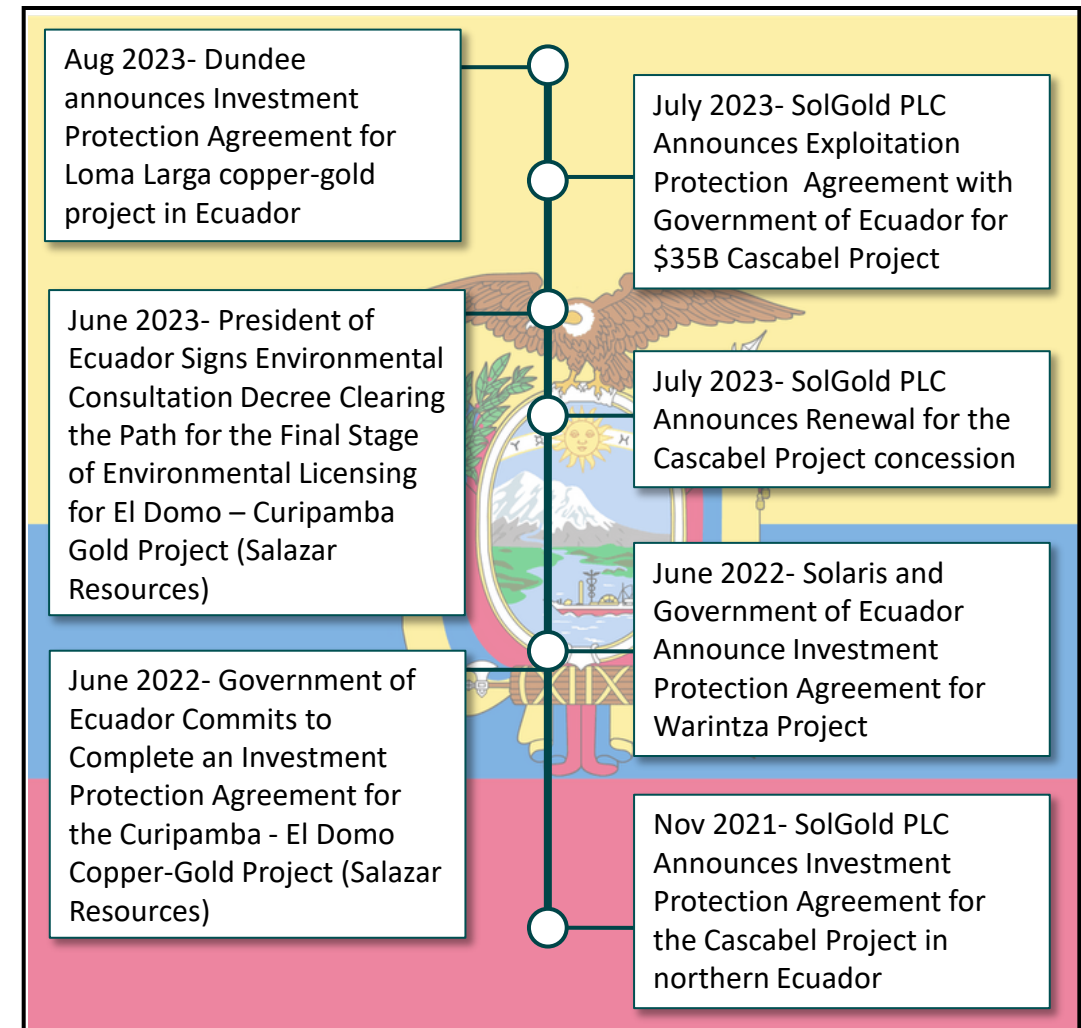 Aug 2023- Dundee
announces Investment
Protection Agreement for
Loma Larga copper-gold
project in Ecuador
July 2023- SolGold PLC
Announces Exploitation
Protection  Agreement with
Government of Ecuador for
$35B Cascabel Project
June 2023- President of
Ecuador Signs Environmental
Consultation Decree Clearing
the Path for the Final Stage
of Environmental Licensing
for El Domo – Curipamba
Gold Project (Salazar
Resources)
July 2023- SolGold PLC
Announces Renewal for the
Cascabel Project concession
June 2022- Solaris and
Government of Ecuador
Announce Investment
Protection Agreement for
Warintza Project
June 2022- Government of
Ecuador Commits to
Complete an Investment
Protection Agreement for
the Curipamba - El Domo
Copper-Gold Project (Salazar
Resources)
Nov 2021- SolGold PLC
Announces Investment
Protection Agreement for
the Cascabel Project in
northern Ecuador